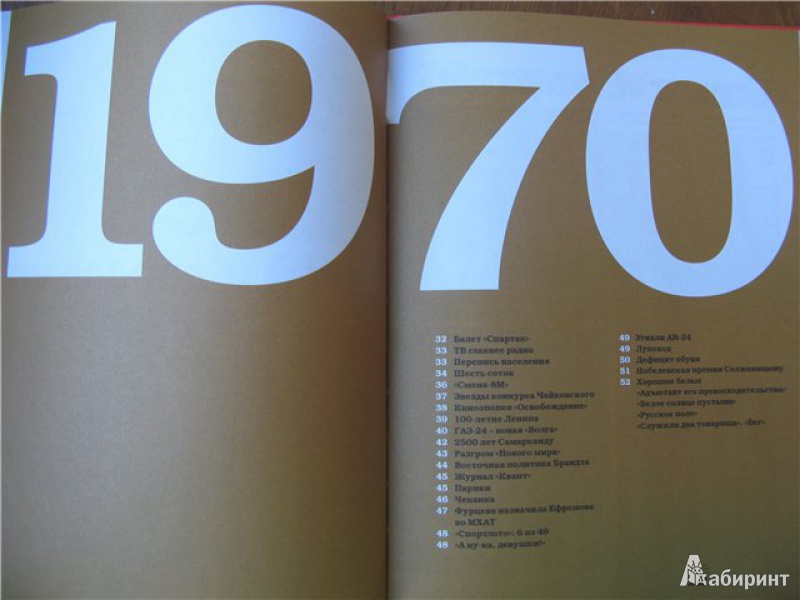 1970
32 Балет «Спартак»
33 ТВ главнее радио
33 Перепись населения
34 Шесть соток
36 «Смена-8М»
37 Звезды конкурса Чайковского
38 Киноэпопея «Освобождение»
39 100-летие Ленина
40 ГАЗ-24 – новая «Волга»
42 2500 лет Самарканду
43 Разгром «Нового мира»
44 Восточная политика Брандта
45 Журнал «Квант»
45 Парики
46 Чеканка
47 Фурцева назначила Ефремова
во МХАТ
48 «Спортлото»: 6 из 49
48 «А ну-ка, девушки!»
49 Угнали АН-24
49 Луноход
50 Дефицит обуви
51 Нобелевская премия Солженицыну
52 Хорошие белые
«Адъютант его превосходительства»
«Белое солнце пустыни»
«Русское поле»
«Служили два товарища». «Бег»
Лабиринт